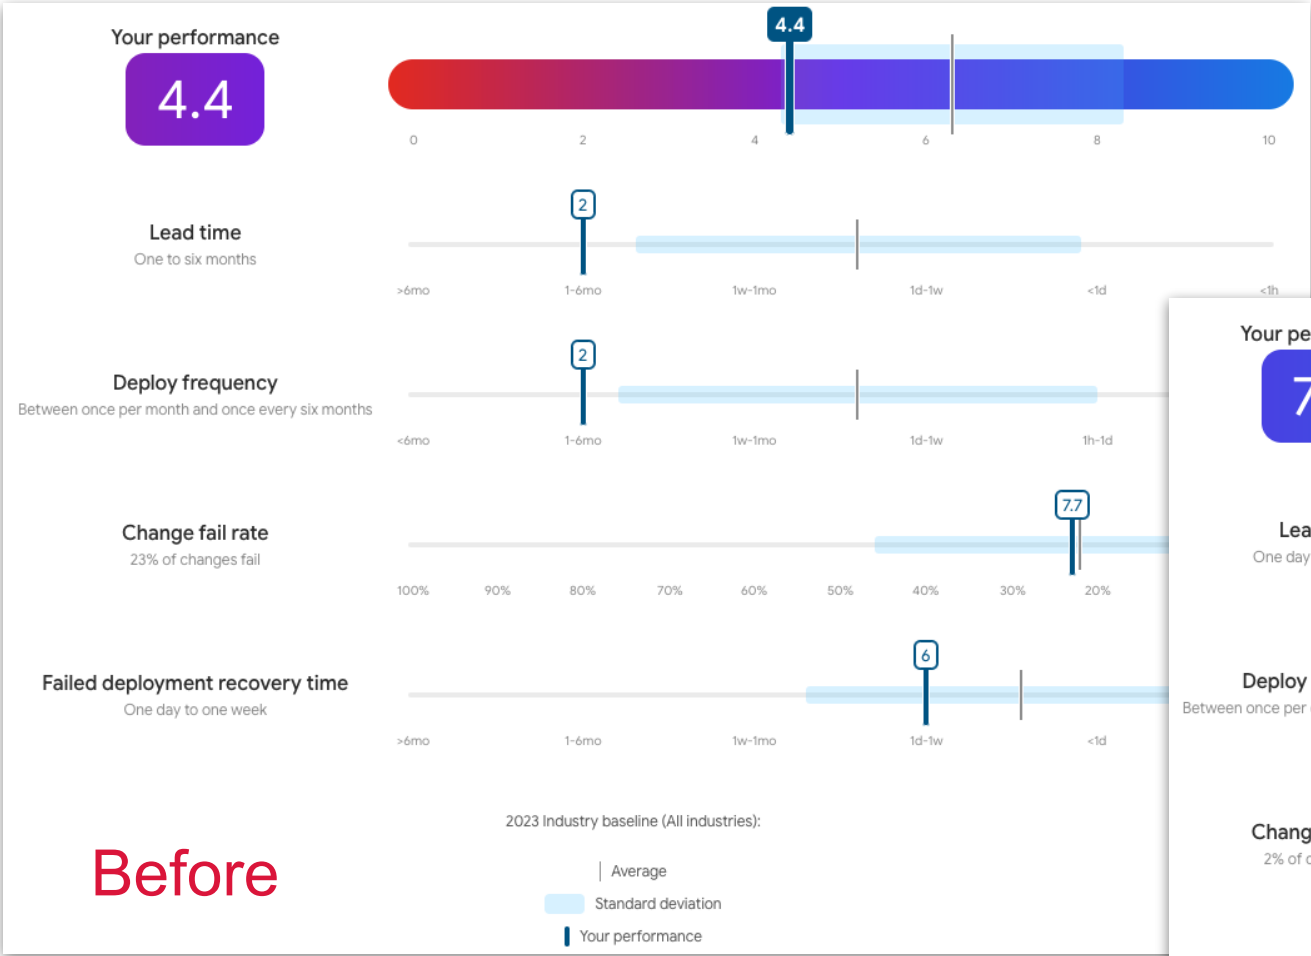 Your performance
4.4
4.4
0 2 4 6 8 10
Lead time
One to six months
2
>6mo 1-6mo 1w-1mo 1d-1w <1d <1h
Deploy frequency
Between once per month and once every six months
2
<6mo 1-6mo 1w-1mo 1d-1w 1h-1d
Change fail rate
23% of changes fail
7.7
100% 90% 80% 70% 60% 50% 40% 30% 20%
Failed deployment recovery time
One day to one week
6
>6mo 1-6mo 1w-1mo 1d-1w <1d
2023 Industry baseline (All industries):
Average
Standard deviation
Your performance
Before
Your pe
7
Lea
One day
Deploy
Between once per
Chang
2% of c